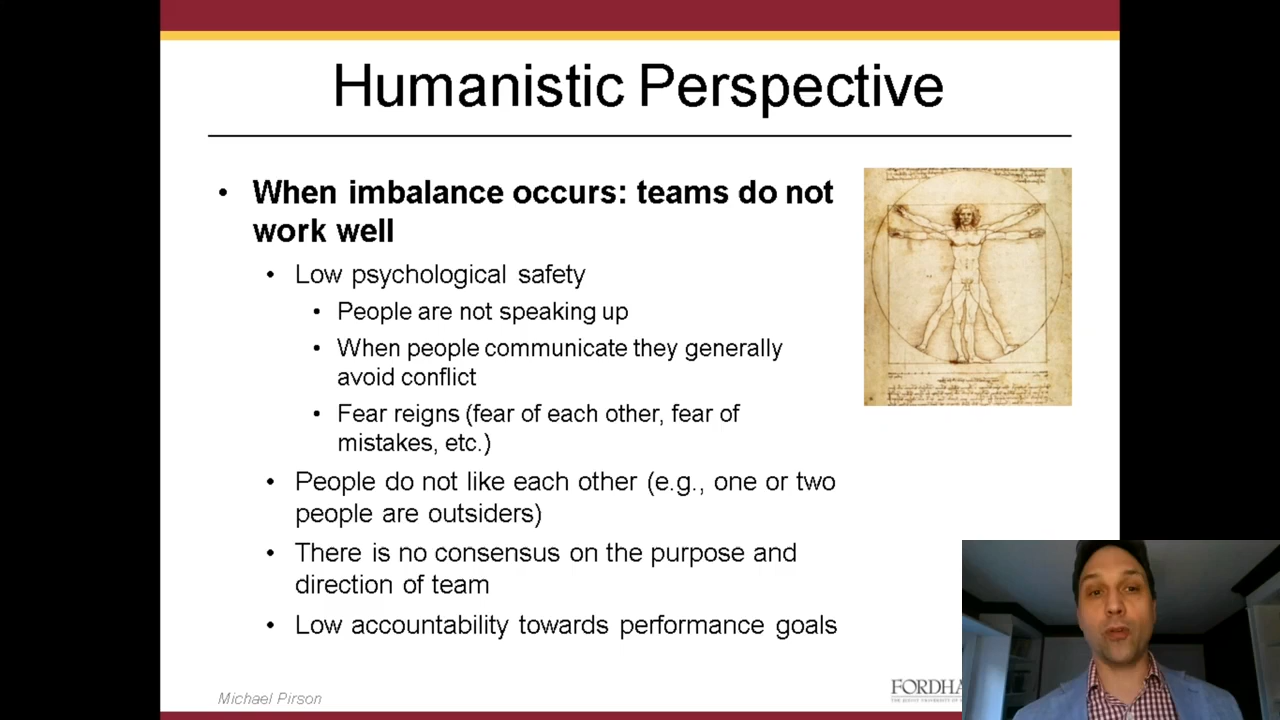 Humanistic Perspective
• When imbalance occurs: teams do not
work well
• Low psychological safety
• People are not speaking up
• When people communicate they generally
avoid conflict
• Fear reigns (fear of each other, fear of
mistakes, etc.)
• People do not like each other (e.g., one or two
people are outsiders)
• There is no consensus on the purpose and
direction of team
• Low accountability towards performance goals
Michael Pirson
FORDHA